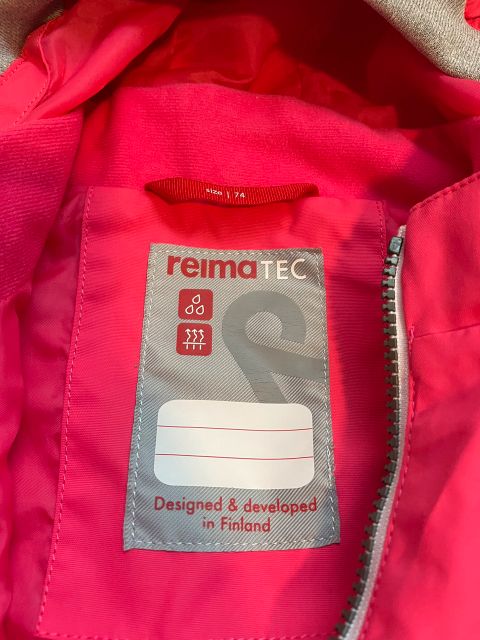 size | 74
reimaTEC
Designed & developed
in Finland